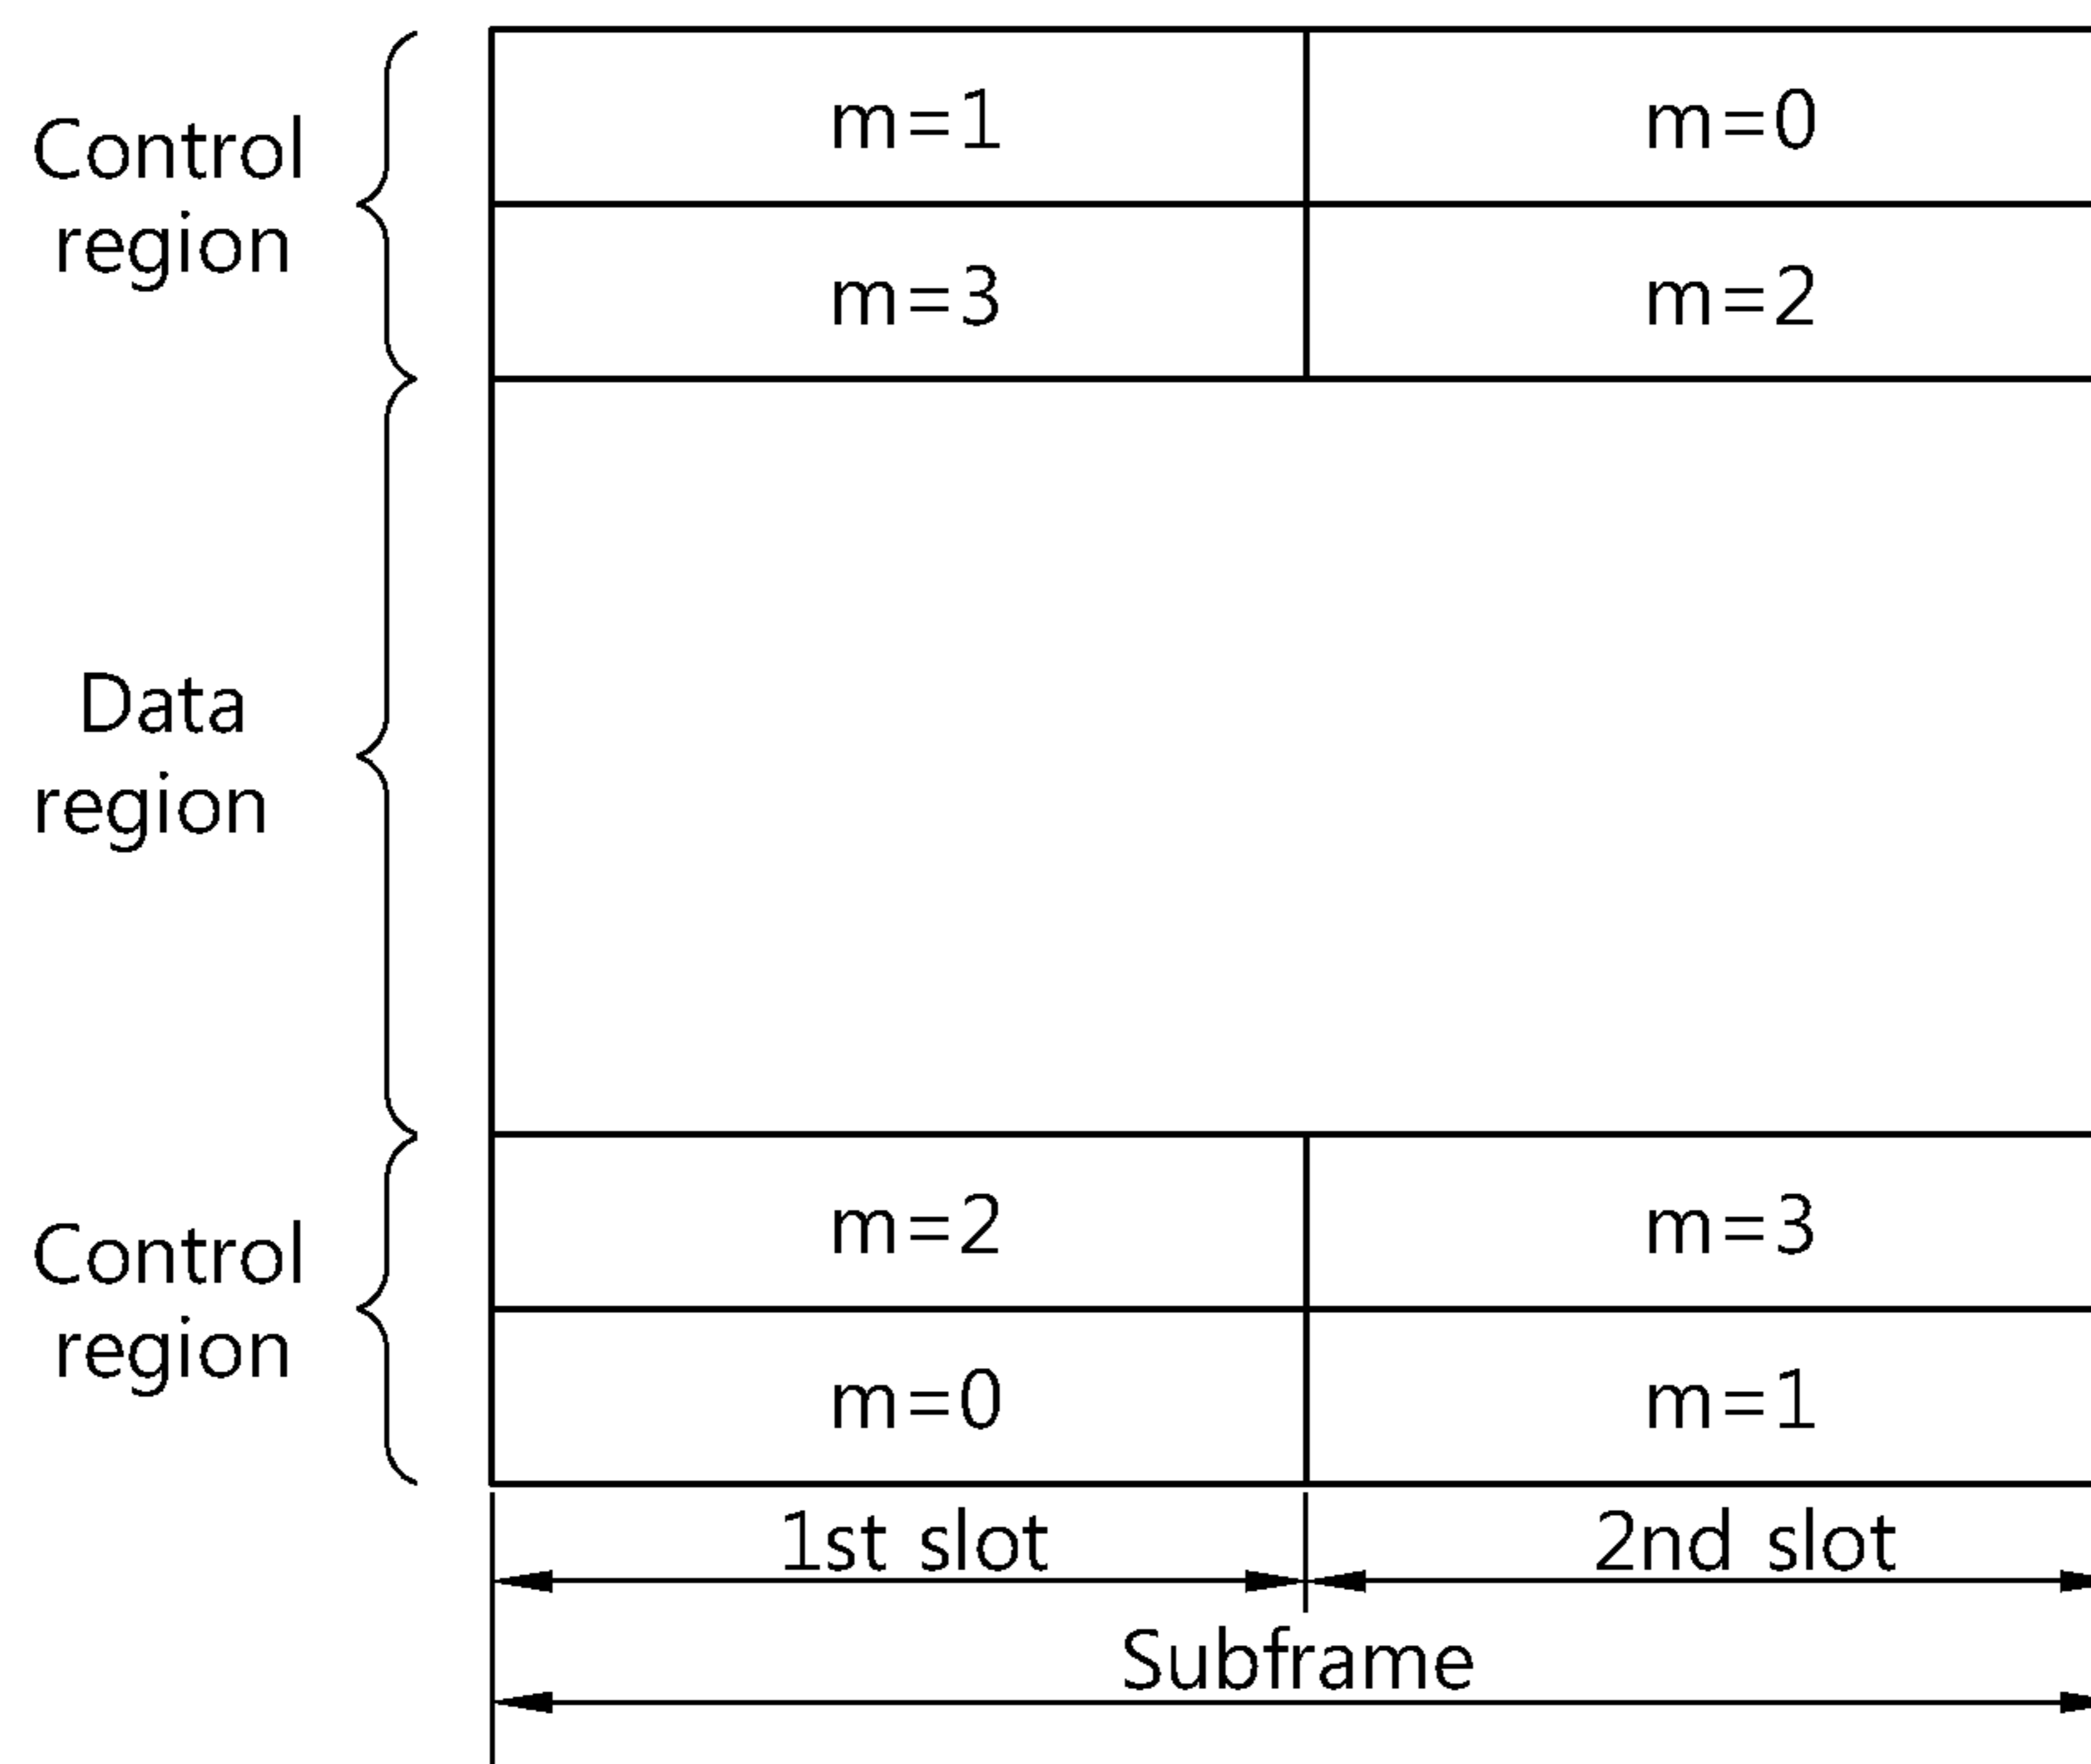 Control
region
m=1
m=0
m=3
m=2
Data
region
Control
region
m=2
m=3
m=0
m=1
1st slot
2nd slot
Subframe